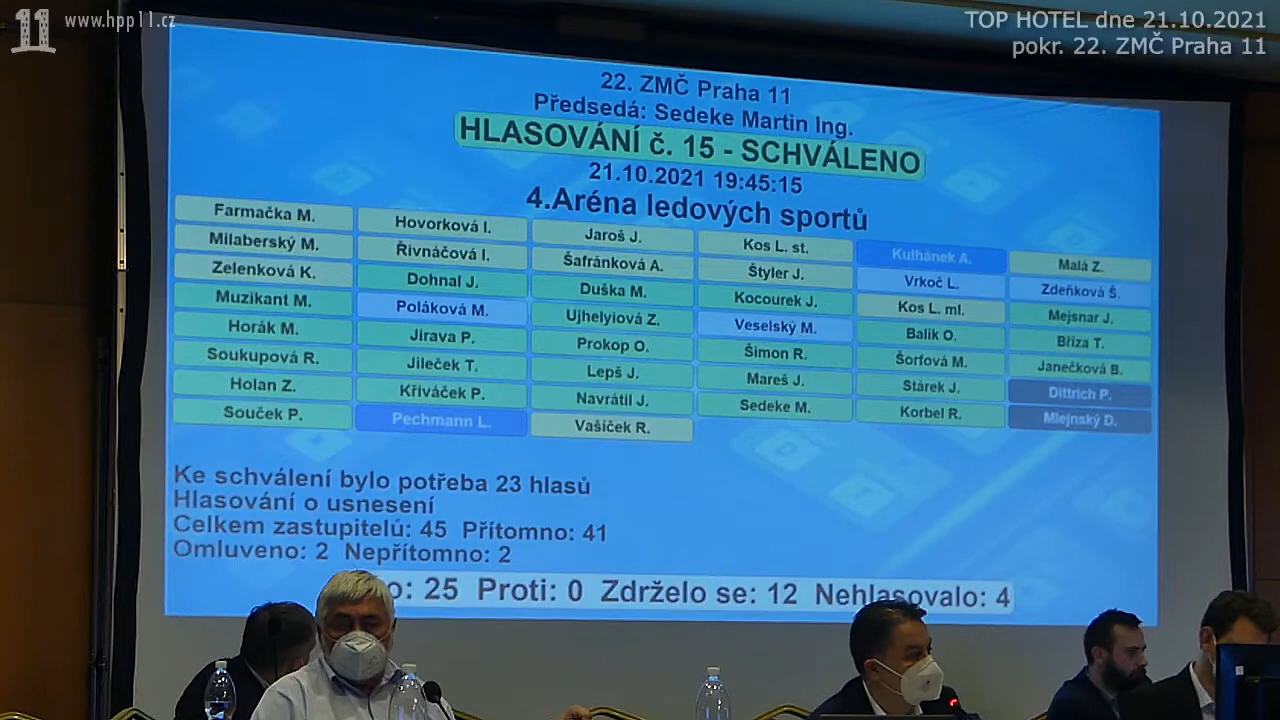 11 www.hpp11.cz
TOP HOTEL dne 21.10.2021
pokr. 22. ZMČ Praha 11
22. ZMČ Praha 11
Předsedá: Sedeke Martin Ing.
HLASOVÁNÍ č. 15 - SCHVÁLENO
21.10.2021 19:45:15
4.Aréna ledových sportů
Farmačka M. Hovorková I. Jaroš J. Kos L. st. Kulhánek A. Malá Z.
Milaberský M. Řivnáčová I. Šafránková A. Štyler J. Vrkoč L. Zdeňková Š.
Zelenková K. Dohnal J. Duška M. Kocourek J. Kos L. ml. Mejsnar J.
Muzikant M. Poláková M. Ujhelyiová Z. Veselský M. Balík O. Bříza T.
Horák M. Jirava P. Prokop O. Šimon R. Šorfová M. Janečková B.
Soukupová R. Jileček T. Lepš J. Mareš J. Stárek J. Dittrich P.
Holan Z. Křiváček P. Navrátil J. Sedeke M. Korbel R. Mlejnský D.
Souček P. Pechmann L. Vašíček R.
Ke schválení bylo potřeba 23 hlasů
Hlasování o usnesení
Celkem zastupitelů: 45 Přítomno: 41
Omluveno: 2 Nepřítomno: 2
o: 25 Proti: 0 Zdrželo se: 12 Nehlasovalo: 4